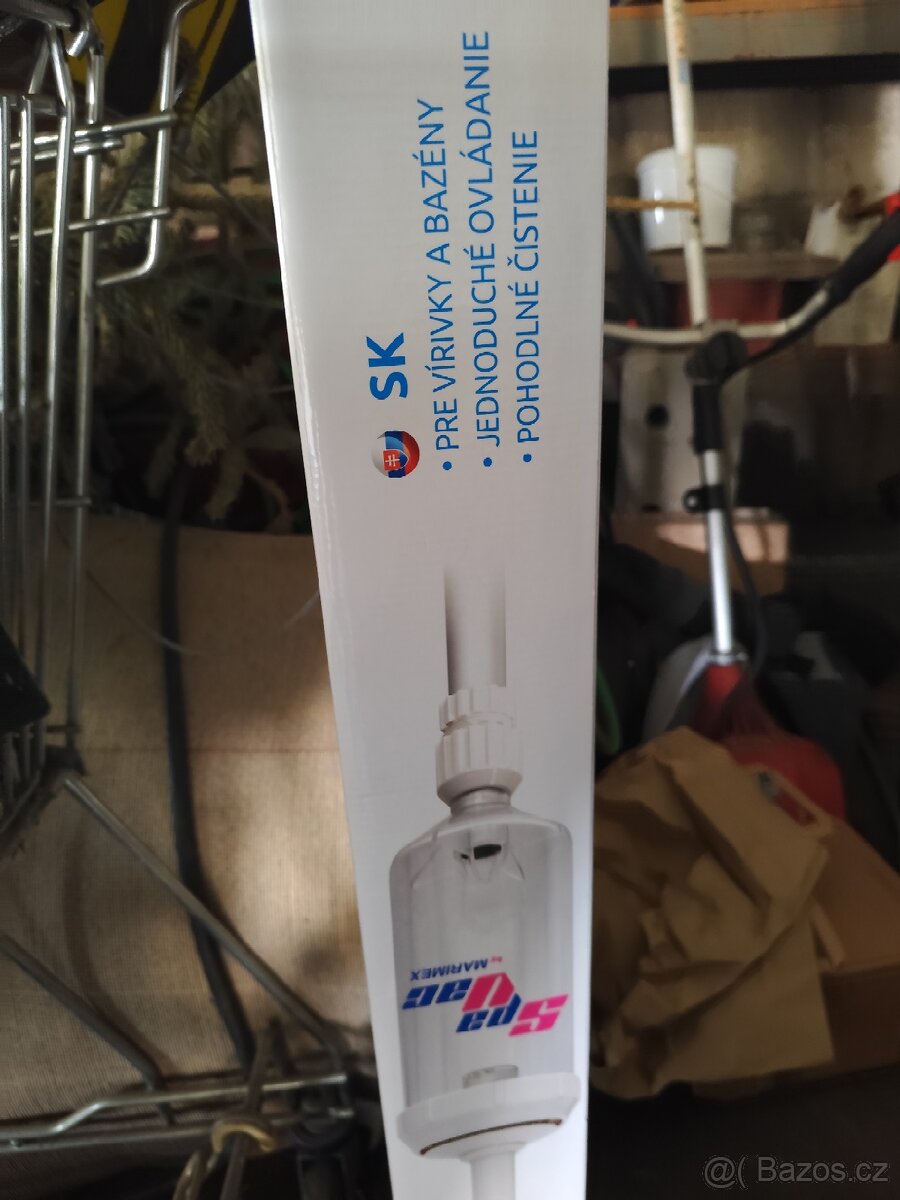 SK
• PRE VÍRIVKY A BAZÉNY
• JEDNODUCHÉ OVLÁDANIE
• POHODLNÉ ČISTENIE
Spa
Vac
by MARIMEX
@( Bazos.cz